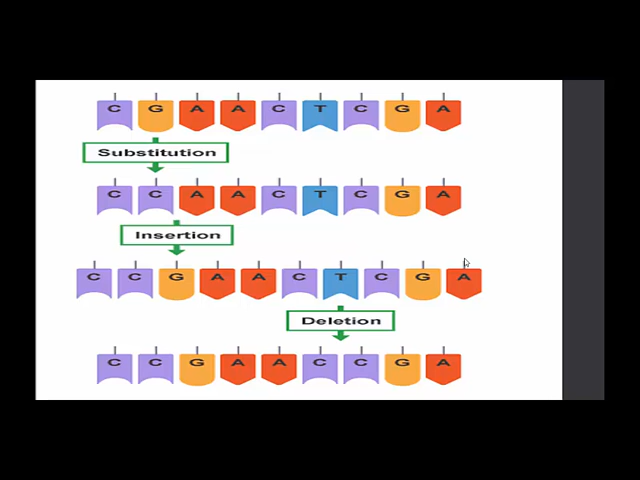 C G A A C T C G A
Substitution
C C A A C T C G A
Insertion
C C G A A C T C G A
Deletion
C C G A A C C G A